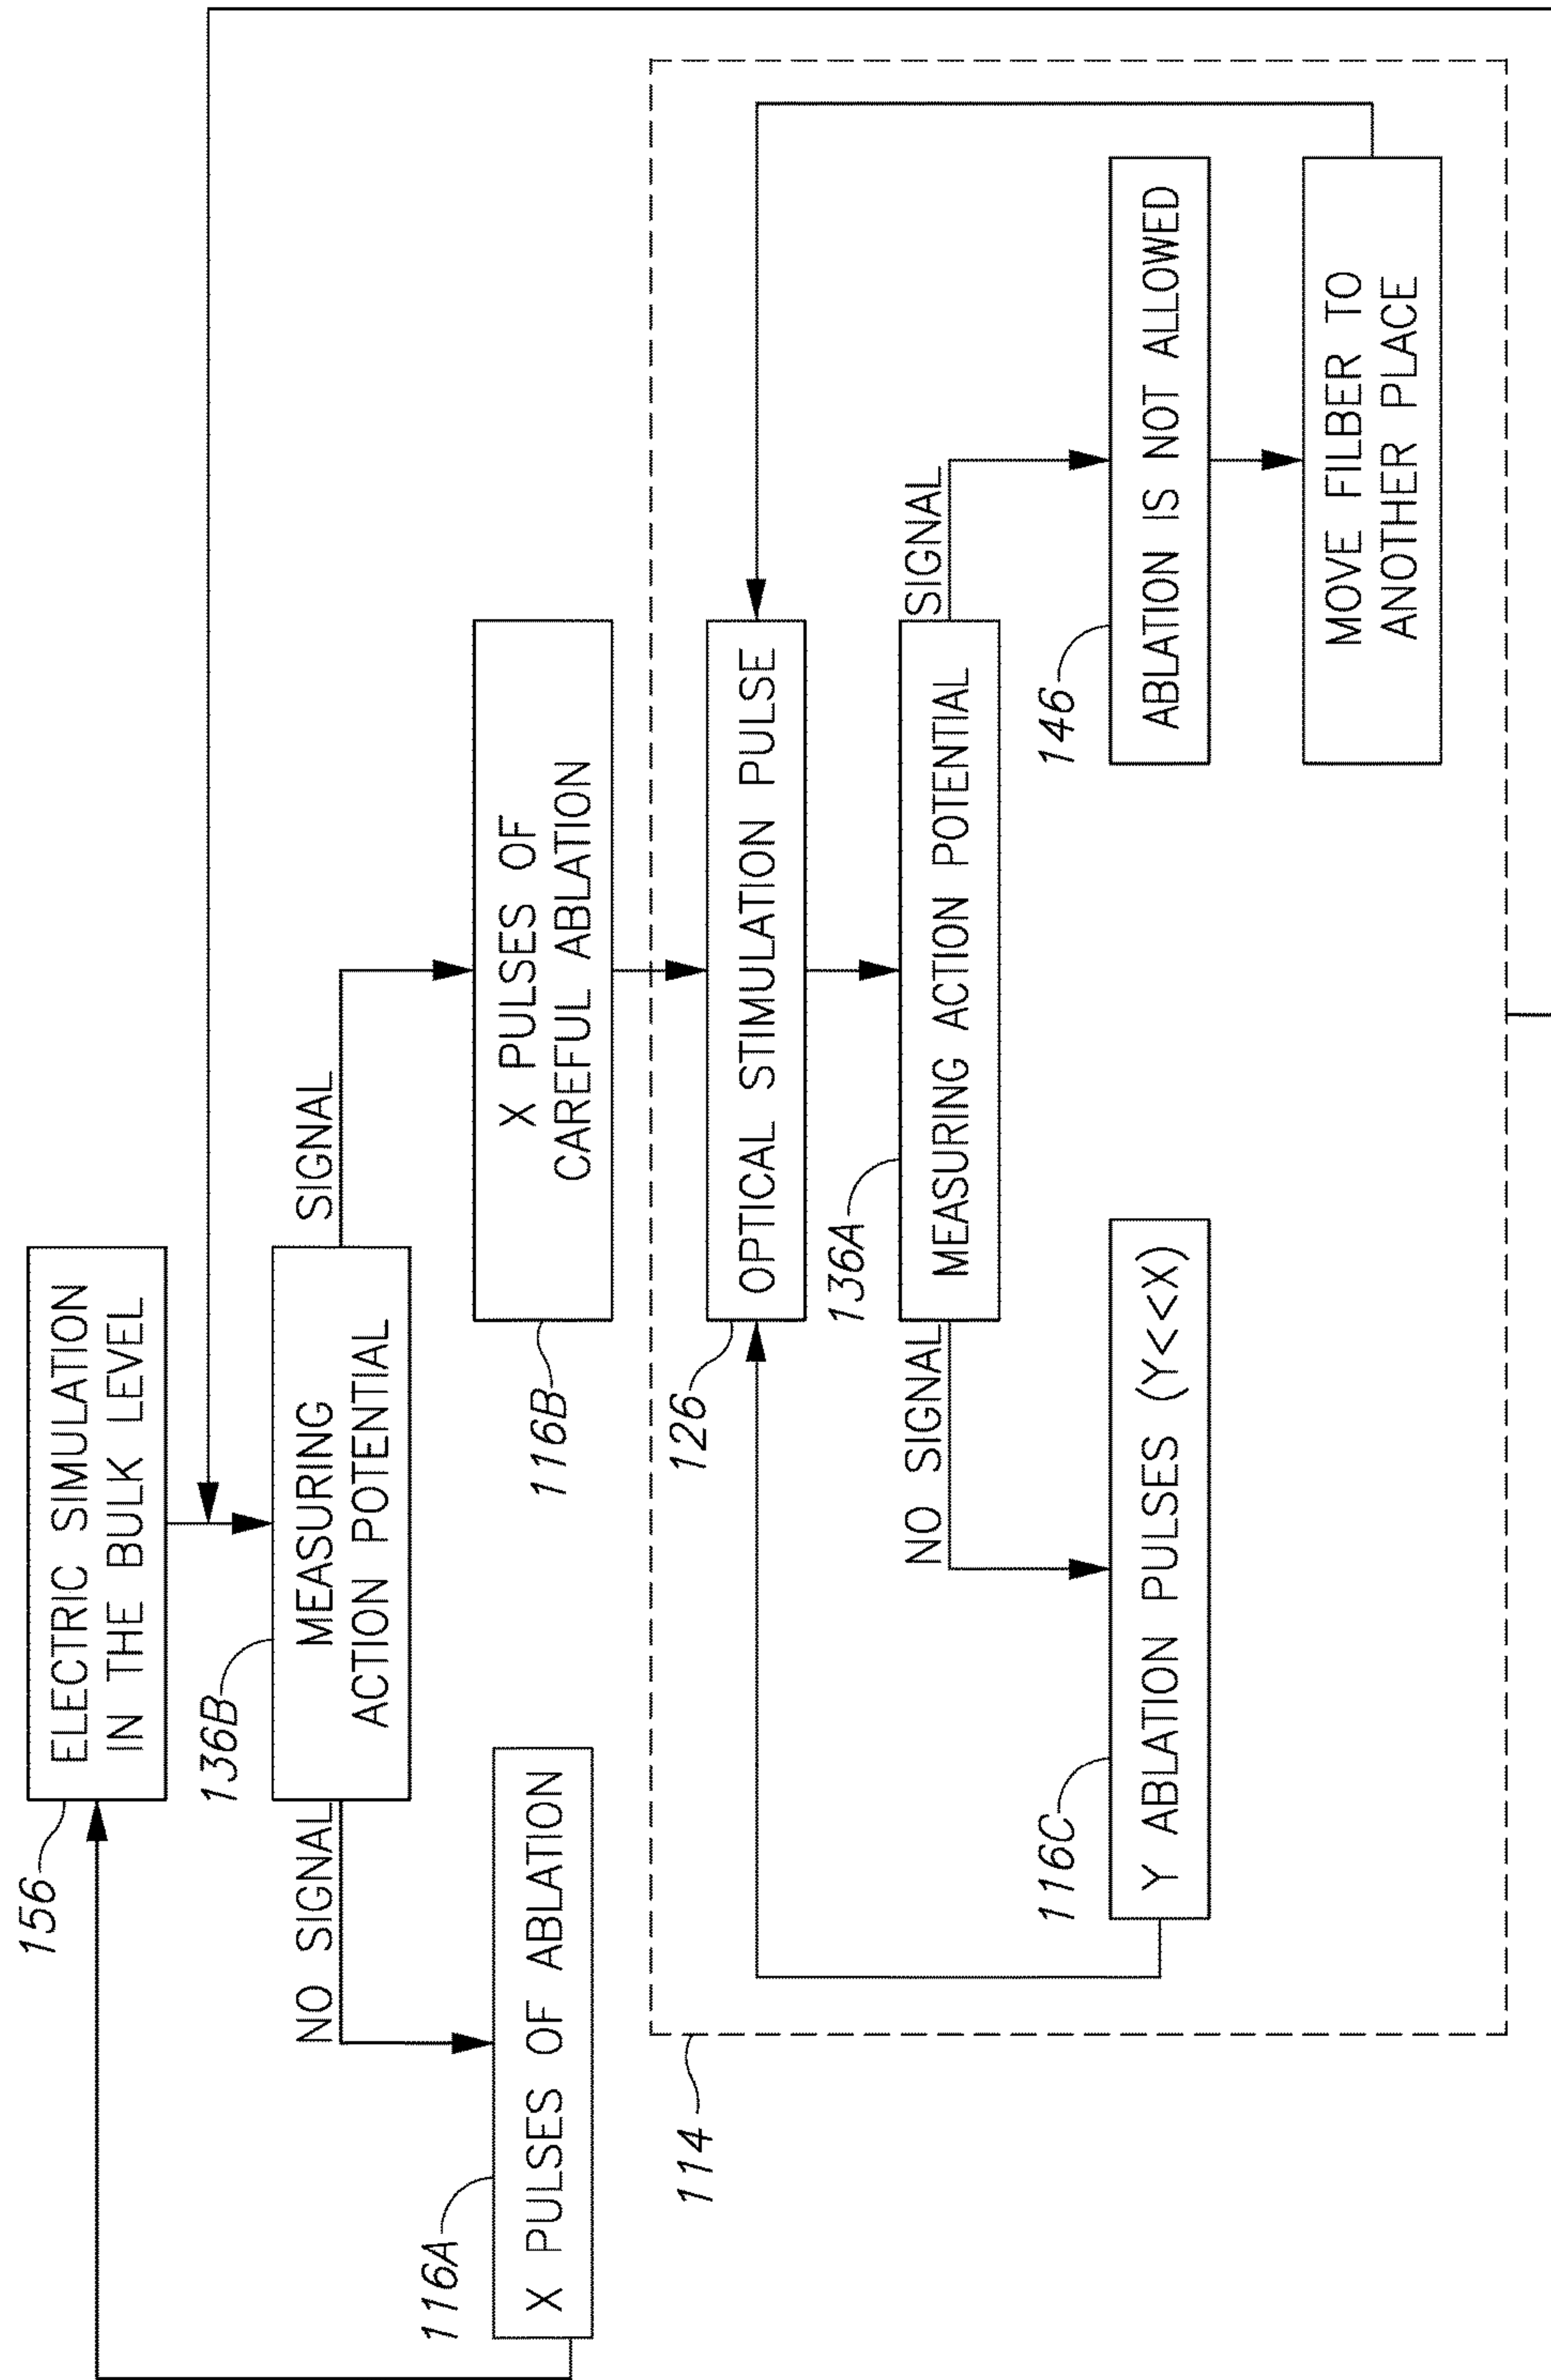 156
ELECTRIC SIMULATION
IN THE BULK LEVEL
136B
MEASURING
ACTION POTENTIAL
NO SIGNAL
SIGNAL
116A
X PULSES OF ABLATION
116B
X PULSES OF
CAREFUL ABLATION
114
126
OPTICAL STIMULATION PULSE
136A
MEASURING ACTION POTENTIAL
NO SIGNAL
SIGNAL
116C
Y ABLATION PULSES (Y<<X)
146
ABLATION IS NOT ALLOWED
MOVE FILBER TO
ANOTHER PLACE